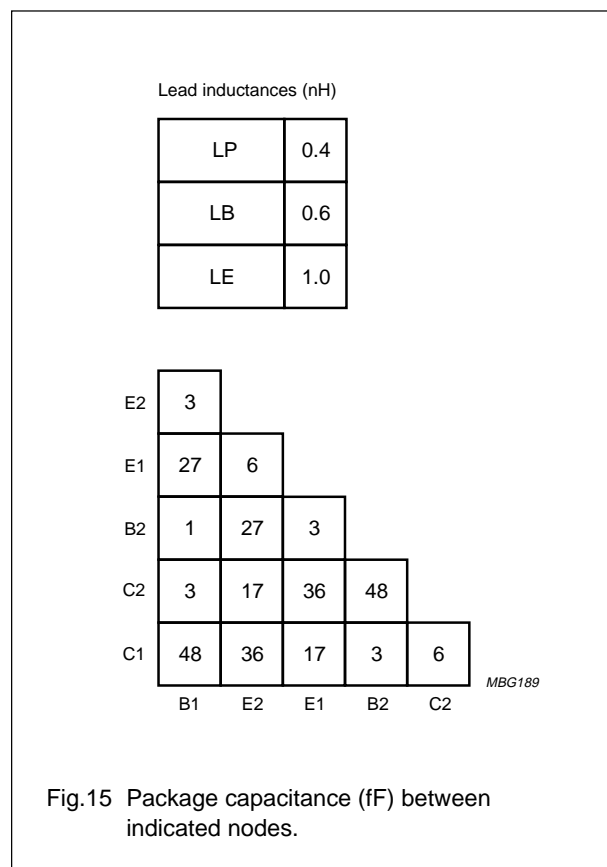 Lead inductances (nH)
LP 0.4
LB 0.6
LE 1.0
E2 3
E1 27 6
B2 1 27 3
C2 3 17 36 48
C1 48 36 17 3 6
MBG189
B1 E2 E1 B2 C2
Fig.15 Package capacitance (fF) between
indicated nodes.